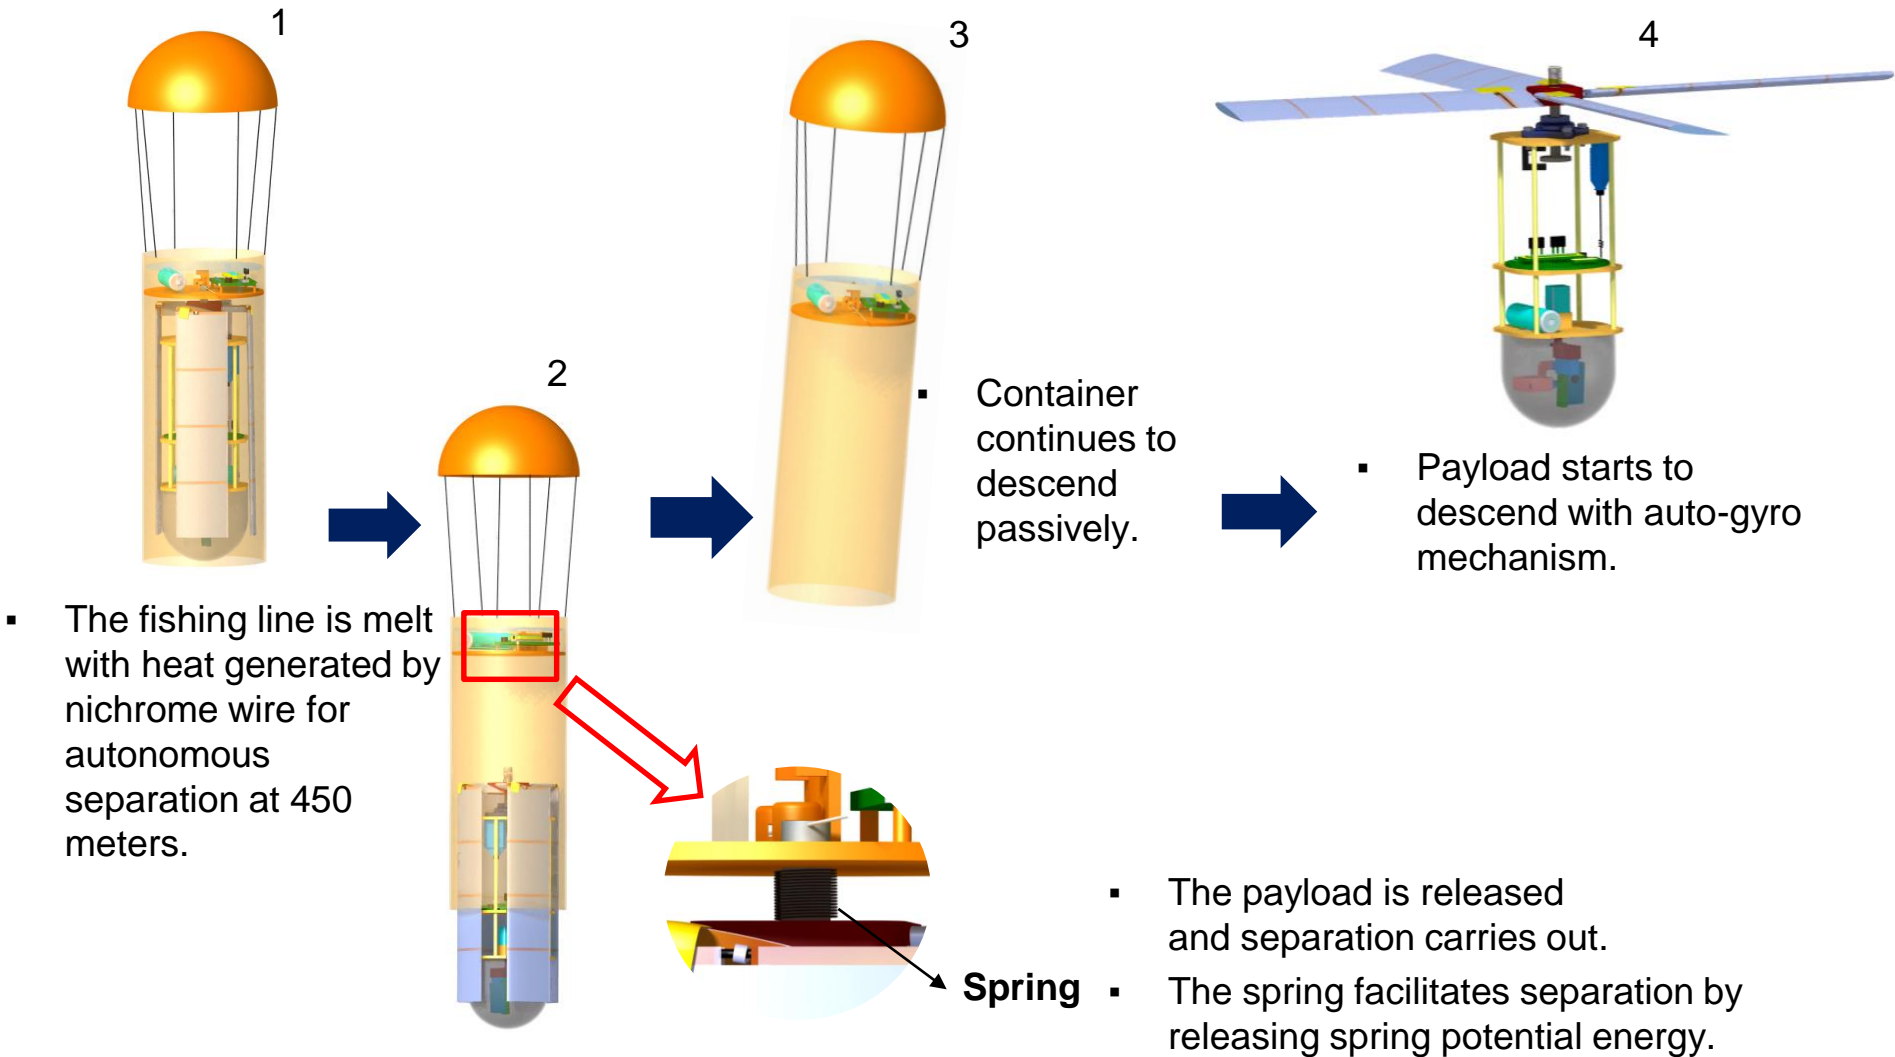 1
▪ The fishing line is melt
with heat generated by
nichrome wire for
autonomous
separation at 450
meters.
2
Spring
▪ The payload is released
and separation carries out.
▪ The spring facilitates separation by
releasing spring potential energy.
3
▪ Container
continues to
descend
passively.
4
▪ Payload starts to
descend with auto-gyro
mechanism.